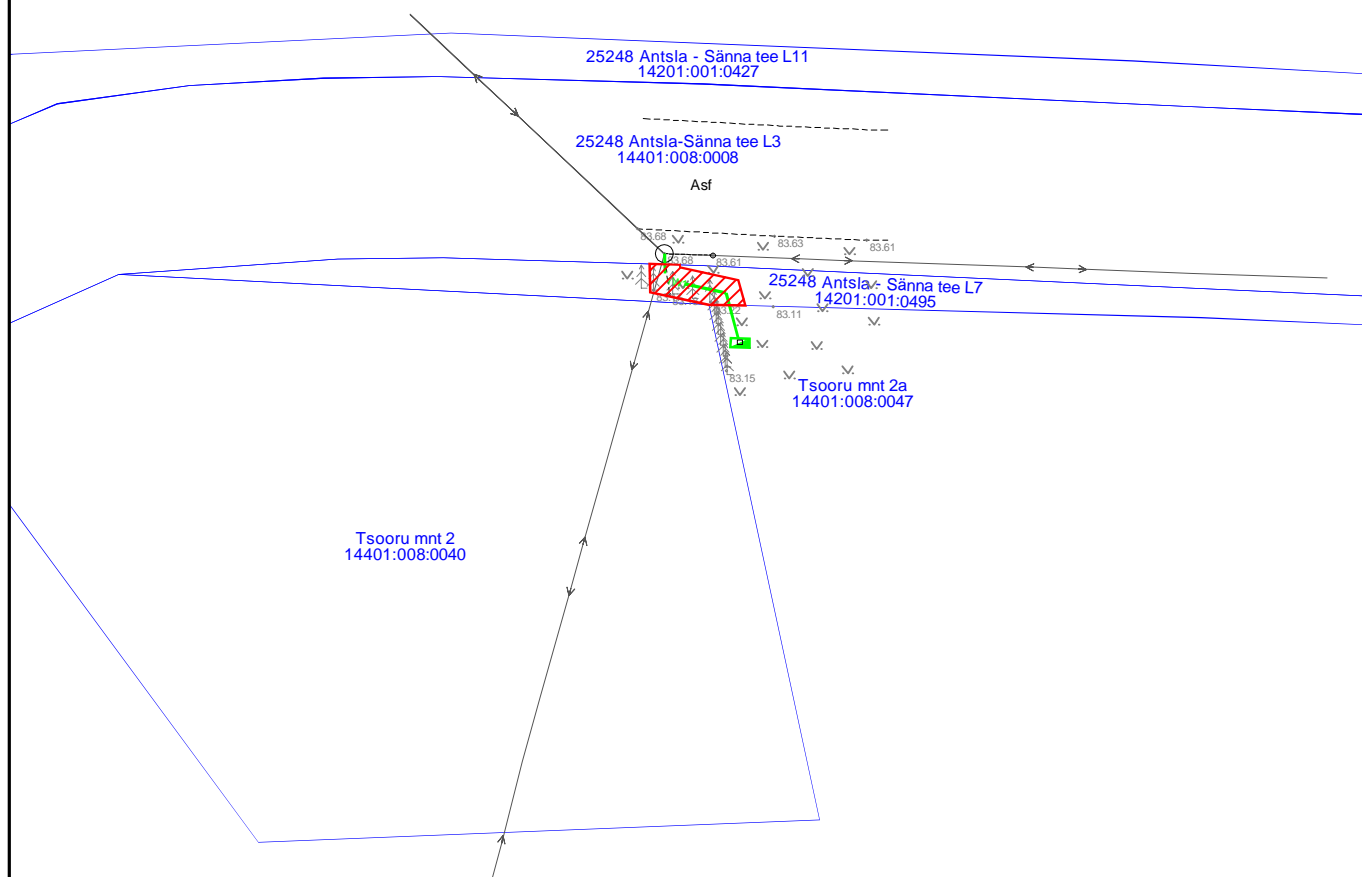 25248 Antsla - Sänna tee L11
14201:001:0427
25248 Antsla-Sänna tee L3
14401:008:0008
Asf
83.68
83.63
83.61
83.68
83.61
25248 Antsla - Sänna tee L7
14201:001:0495
83.11
83.15
Tsooru mnt 2a
14401:008:0047
Tsooru mnt 2
14401:008:0040